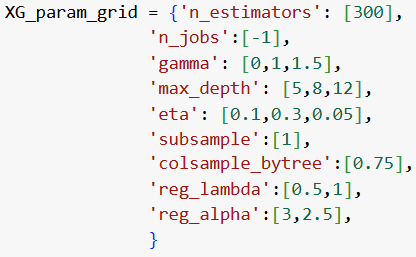 XG_param_grid = {'n_estimators': [300],
'n_jobs':[-1],
'gamma': [0,1,1.5],
'max_depth': [5,8,12],
'eta': [0.1,0.3,0.05],
'subsample':[1],
'colsample_bytree':[0.75],
'reg_lambda':[0.5,1],
'reg_alpha':[3,2.5],
}